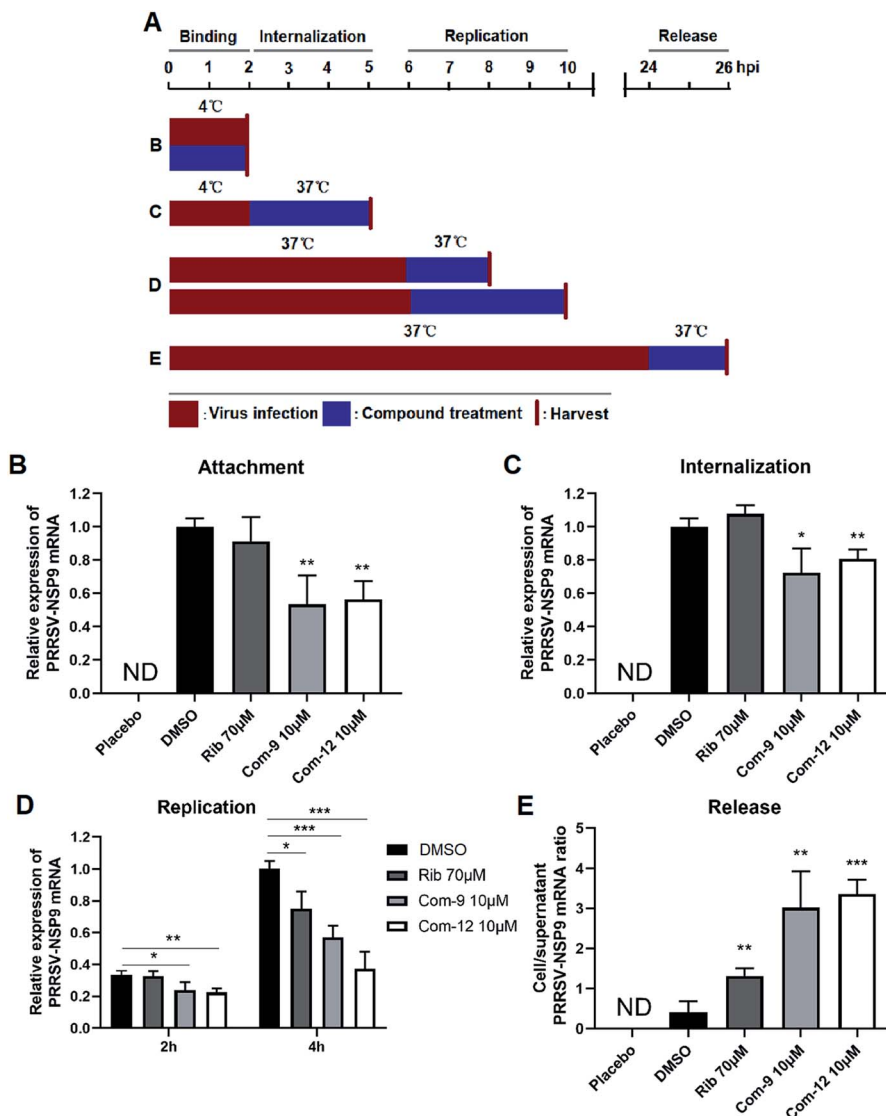 A
Binding Internalization Replication Release
0 1 2 3 4 5 6 7 8 9 10 24 26 hpi
4℃
B
4℃ 37℃
C
37℃ 37℃
D
37℃ 37℃
E
: Virus infection : Compound treatment : Harvest
B
Attachment
Relative expression of
PRRSV-NSP9 mRNA
1.2
1.0
0.8
0.6
0.4
0.2
0.0
ND
**
**
Placebo
DMSO
Rib 70μM
Com-9 10μM
Com-12 10μM
C
Internalization
Relative expression of
PRRSV-NSP9 mRNA
1.2
1.0
0.8
0.6
0.4
0.2
0.0
ND
*
**
Placebo
DMSO
Rib 70μM
Com-9 10μM
Com-12 10μM
D
Replication
Relative expression of
PRRSV-NSP9 mRNA
1.2
1.0
0.8
0.6
0.4
0.2
0.0
**
*
***
***
*
2h
4h
DMSO
Rib 70μM
Com-9 10μM
Com-12 10μM
E
Release
Cell/supernatant
PRRSV-NSP9 mRNA ratio
5
4
3
2
1
0
ND
**
**
***
Placebo
DMSO
Rib 70μM
Com-9 10μM
Com-12 10μM